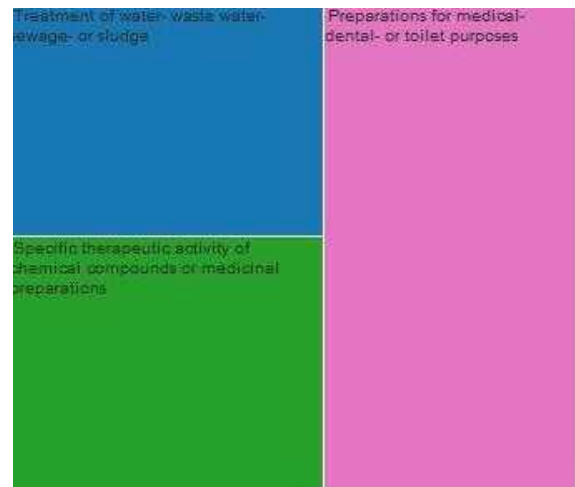 Treatment of water- waste water-
sewage- or sludge
Preparations for medical-
dental- or toilet purposes
Specific therapeutic activity of
chemical compounds or medicinal
preparations